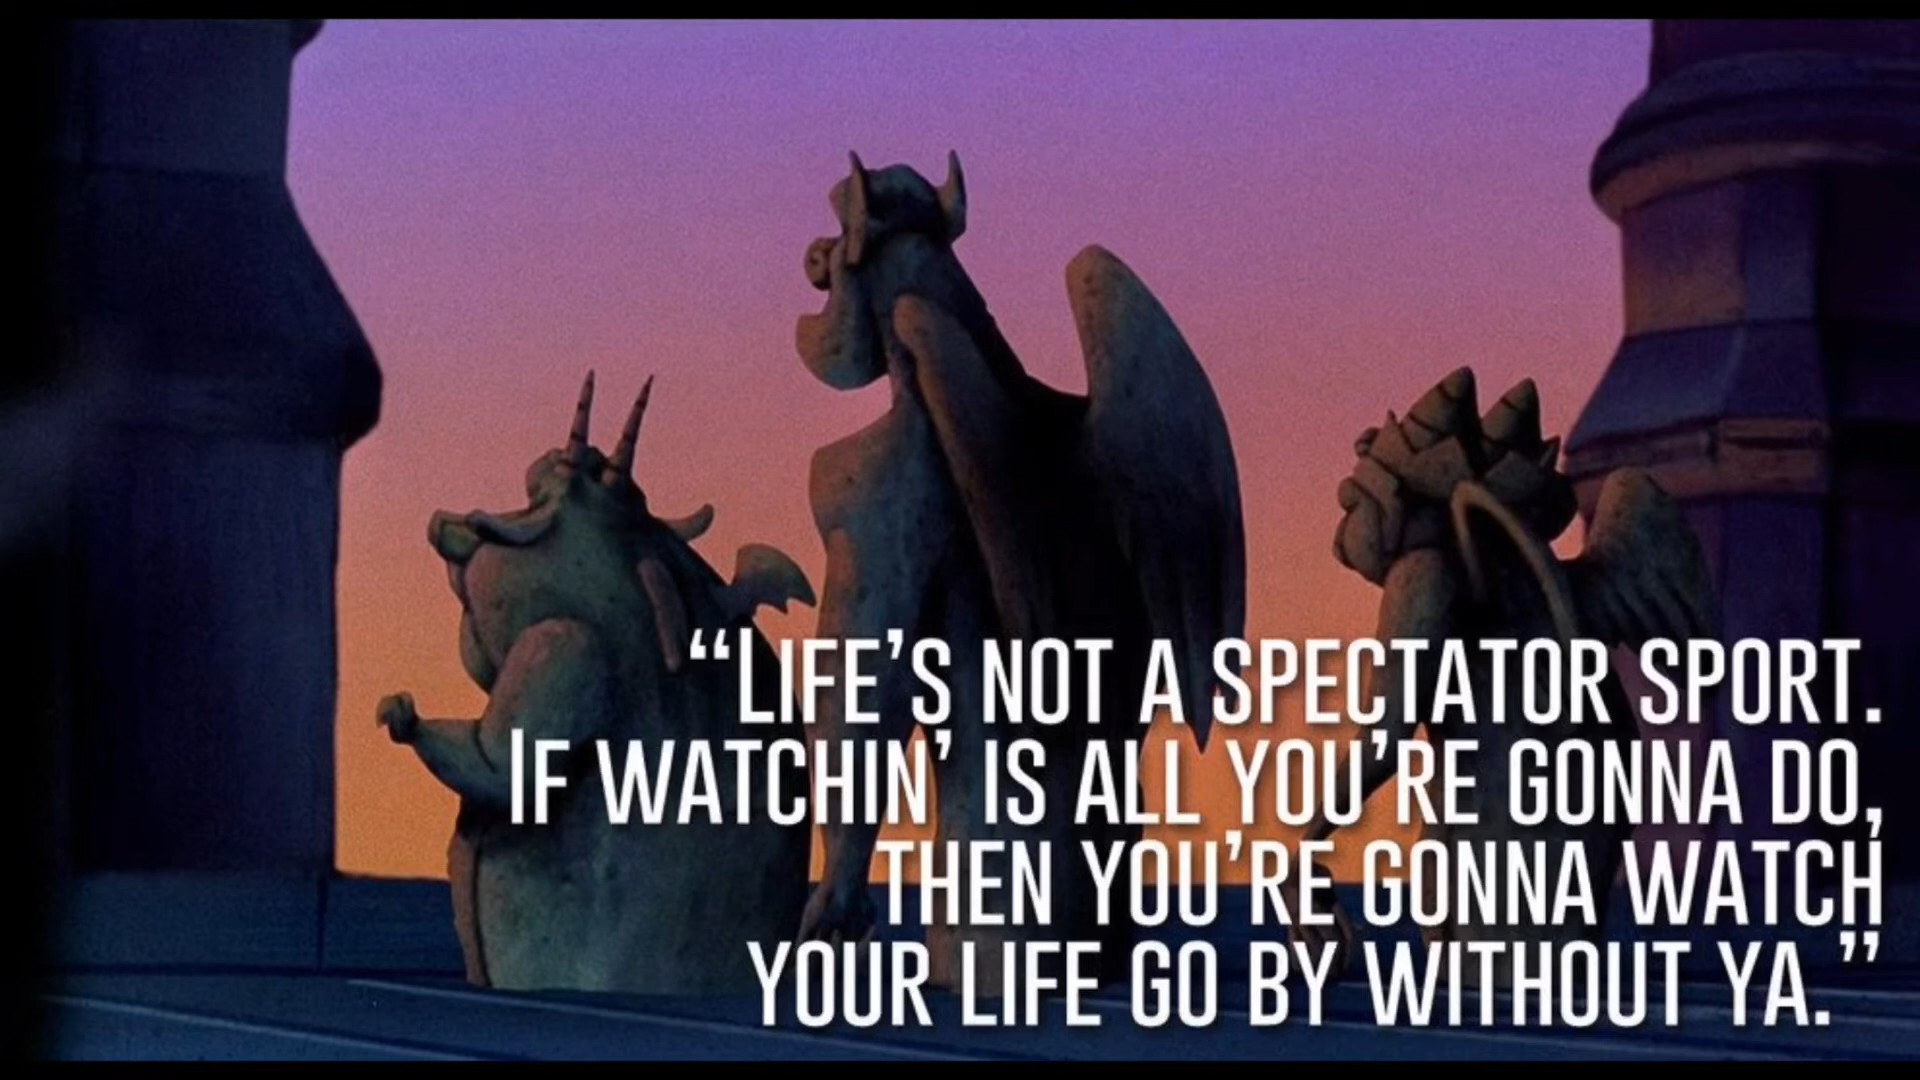 “Life’s not a spectator sport.
If watchin’ is all you’re gonna do,
then you’re gonna watch
your life go by without ya.”